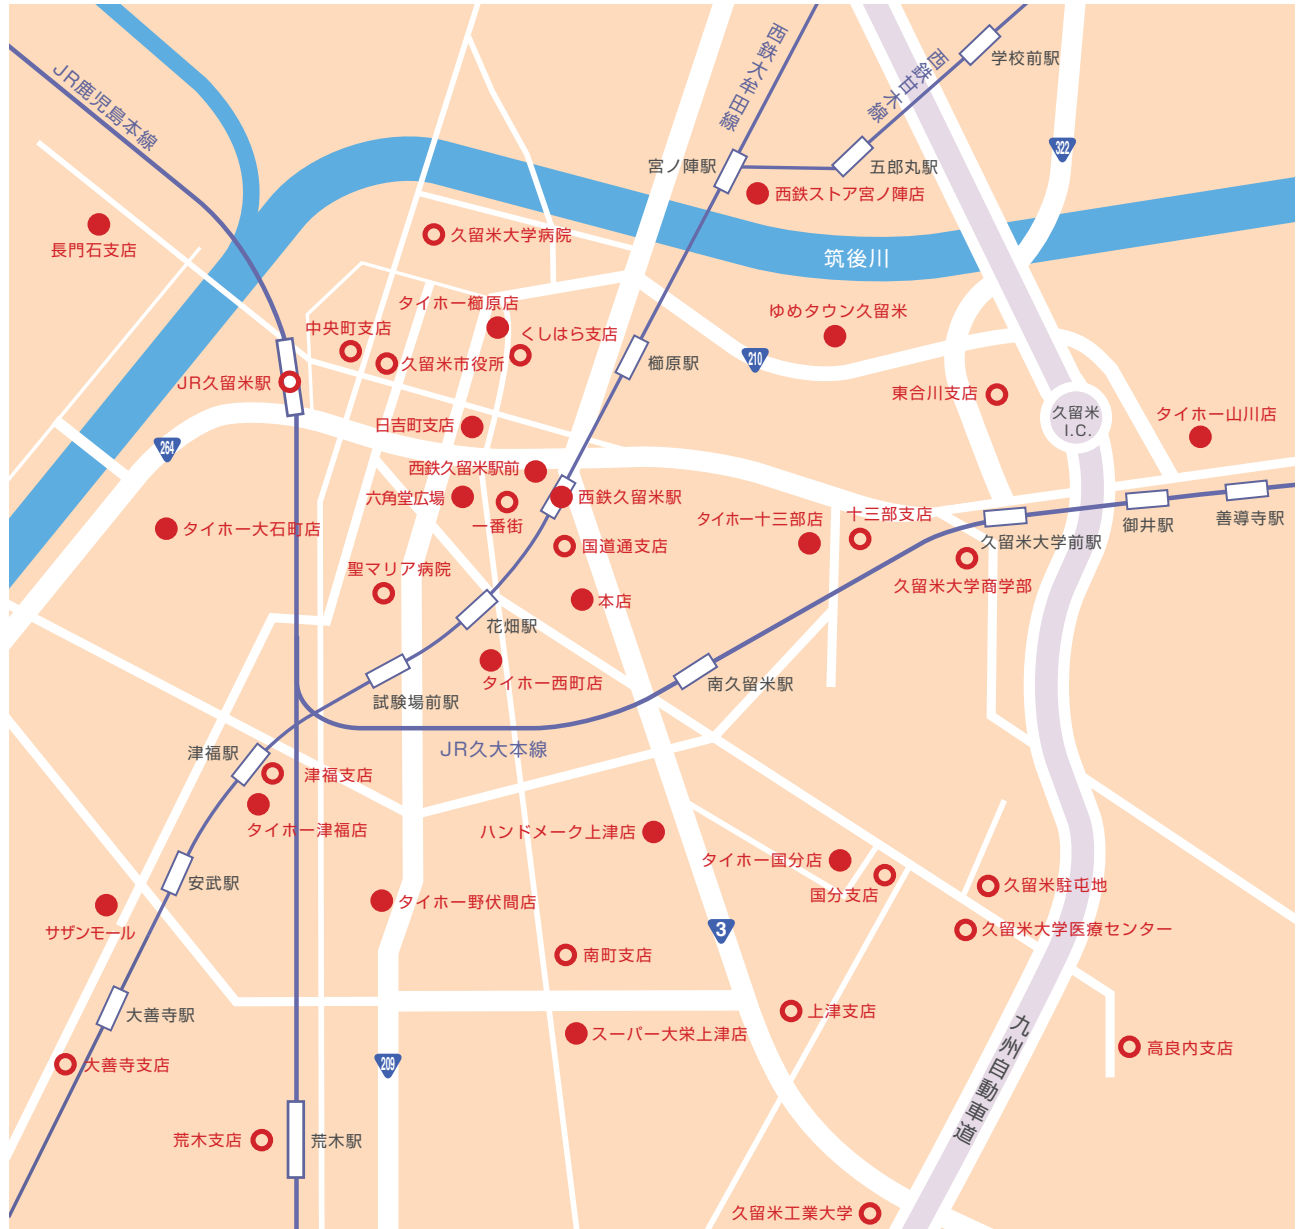 西鉄大牟田線
西鉄甘木線
学校前駅
JR鹿児島本線
322
宮ノ陣駅
五郎丸駅
西鉄ストア宮ノ陣店
長門石支店
久留米大学病院
筑後川
タイホー櫛原店
ゆめタウン久留米
中央町支店
くしはら支店
久留米市役所
櫛原駅
210
JR久留米駅
東合川支店
久留米
I.C.
タイホー山川店
日吉町支店
264
西鉄久留米駅前
六角堂広場
西鉄久留米駅
一番街
タイホー十三部店
十三部支店
善導寺駅
御井駅
タイホー大石町店
国道通支店
久留米大学前駅
聖マリア病院
久留米大学商学部
本店
花畑駅
タイホー西町店
南久留米駅
試験場前駅
津福駅
JR久大本線
津福支店
タイホー津福店
ハンドメーク上津店
タイホー国分店
安武駅
国分支店
久留米駐屯地
タイホー野伏間店
サザンモール
3
久留米大学医療センター
南町支店
大善寺駅
上津支店
スーパー大栄上津店
九州自動車道
高良内支店
大善寺支店
209
荒木支店
荒木駅
久留米工業大学